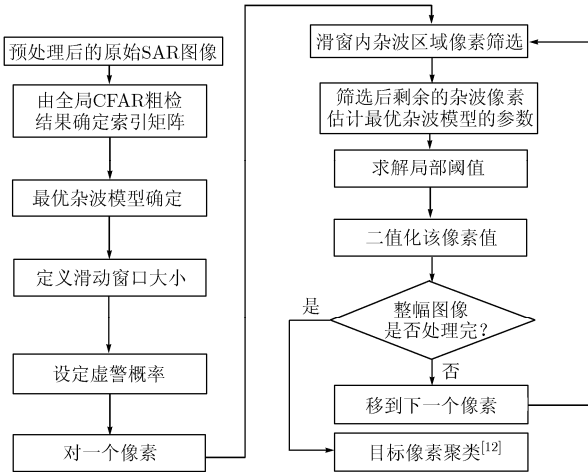 预处理后的原始SAR图像
由全局CFAR粗检
结果确定索引矩阵
最优杂波模型确定
定义滑动窗口大小
设定虚警概率
对一个像素
滑窗内杂波区域像素筛选
筛选后剩余的杂波像素
估计最优杂波模型的参数
求解局部阈值
二值化该像素值
整幅图像
是否处理完?
是
否
移到下一个像素
目标像素聚类[12]